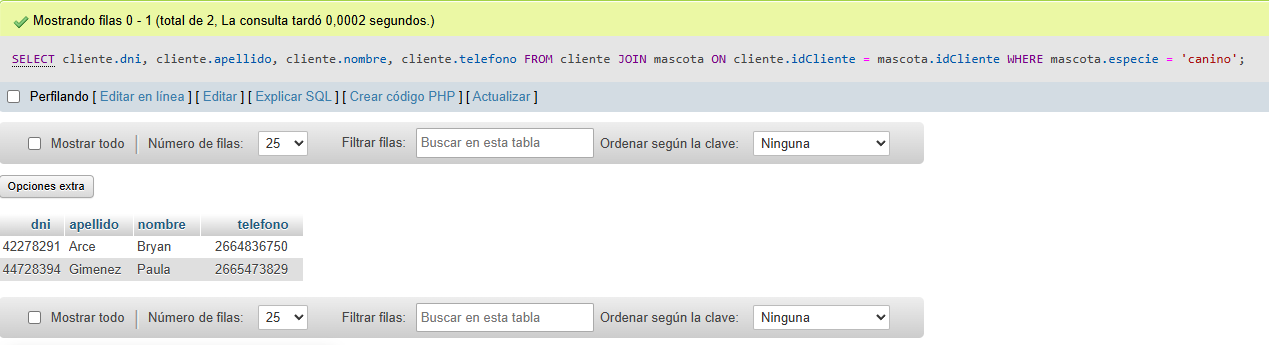 Mostrando filas 0 - 1 (total de 2, La consulta tardó 0,0002 segundos.)
SELECT cliente.dni, cliente.apellido, cliente.nombre, cliente.telefono FROM cliente JOIN mascota ON cliente.idCliente = mascota.idCliente WHERE mascota.especie = 'canino';
Perfilando [ Editar en línea ] [ Editar ] [ Explicar SQL ] [ Crear código PHP ] [ Actualizar ]
Mostrar todo | Número de filas: 25 Filtrar filas: Buscar en esta tabla Ordenar según la clave: Ninguna
Opciones extra
dni apellido nombre telefono
42278291 Arce Bryan 2664836750
44728394 Gimenez Paula 2665473829
Mostrar todo | Número de filas: 25 Filtrar filas: Buscar en esta tabla Ordenar según la clave: Ninguna